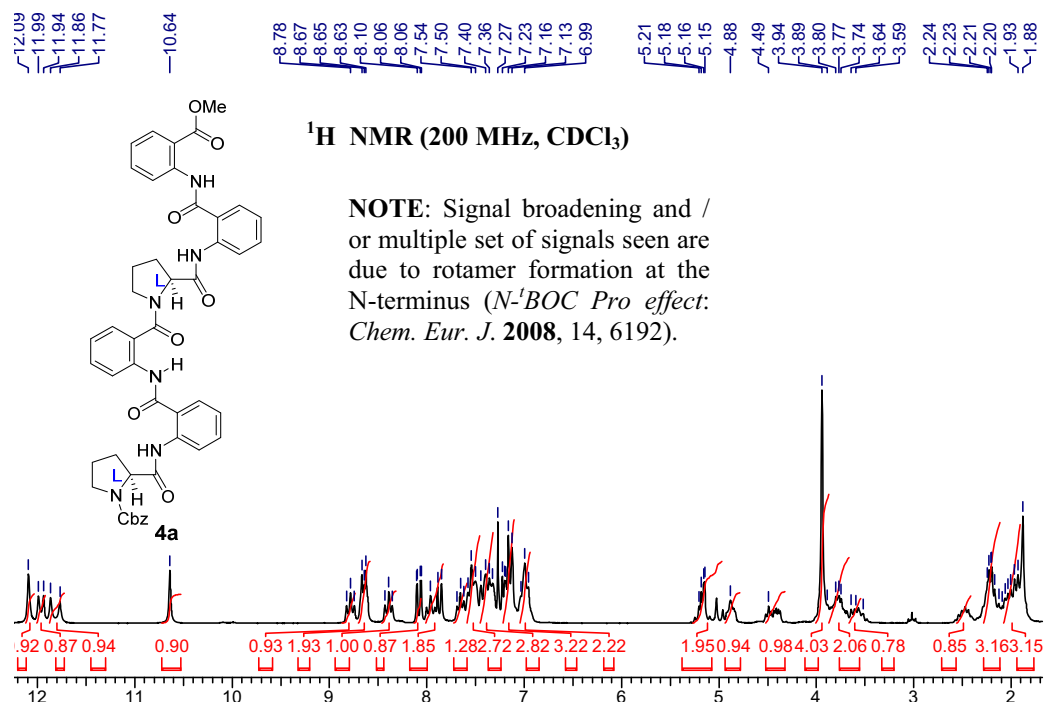 12.09 11.99 11.94 11.86 11.77 10.64 8.78 8.67 8.65 8.63 8.10 8.06 8.06 7.54 7.50 7.40 7.36 7.27 7.23 7.16 7.13 6.99 5.21 5.18 5.16 5.15 4.88 4.49 3.94 3.89 3.80 3.77 3.74 3.64 3.59 2.24 2.23 2.21 2.20 1.93 1.88
OMe
¹H NMR (200 MHz, CDCl₃)
O
NH
NOTE: Signal broadening and /
or multiple set of signals seen are
due to rotamer formation at the
N-terminus (N-ᵗBOC Pro effect:
Chem. Eur. J. 2008, 14, 6192).
O
NH
L
N H O
O
N-H
O
NH
L
N H O
Cbz
4a
0.92 0.87 0.94 0.90 0.93 1.93 1.00 0.87 1.85 1.28 2.72 2.82 3.22 2.22 1.95 0.94 0.98 4.03 2.06 0.78 0.85 3.16 3.15
12 11 10 9 8 7 6 5 4 3 2